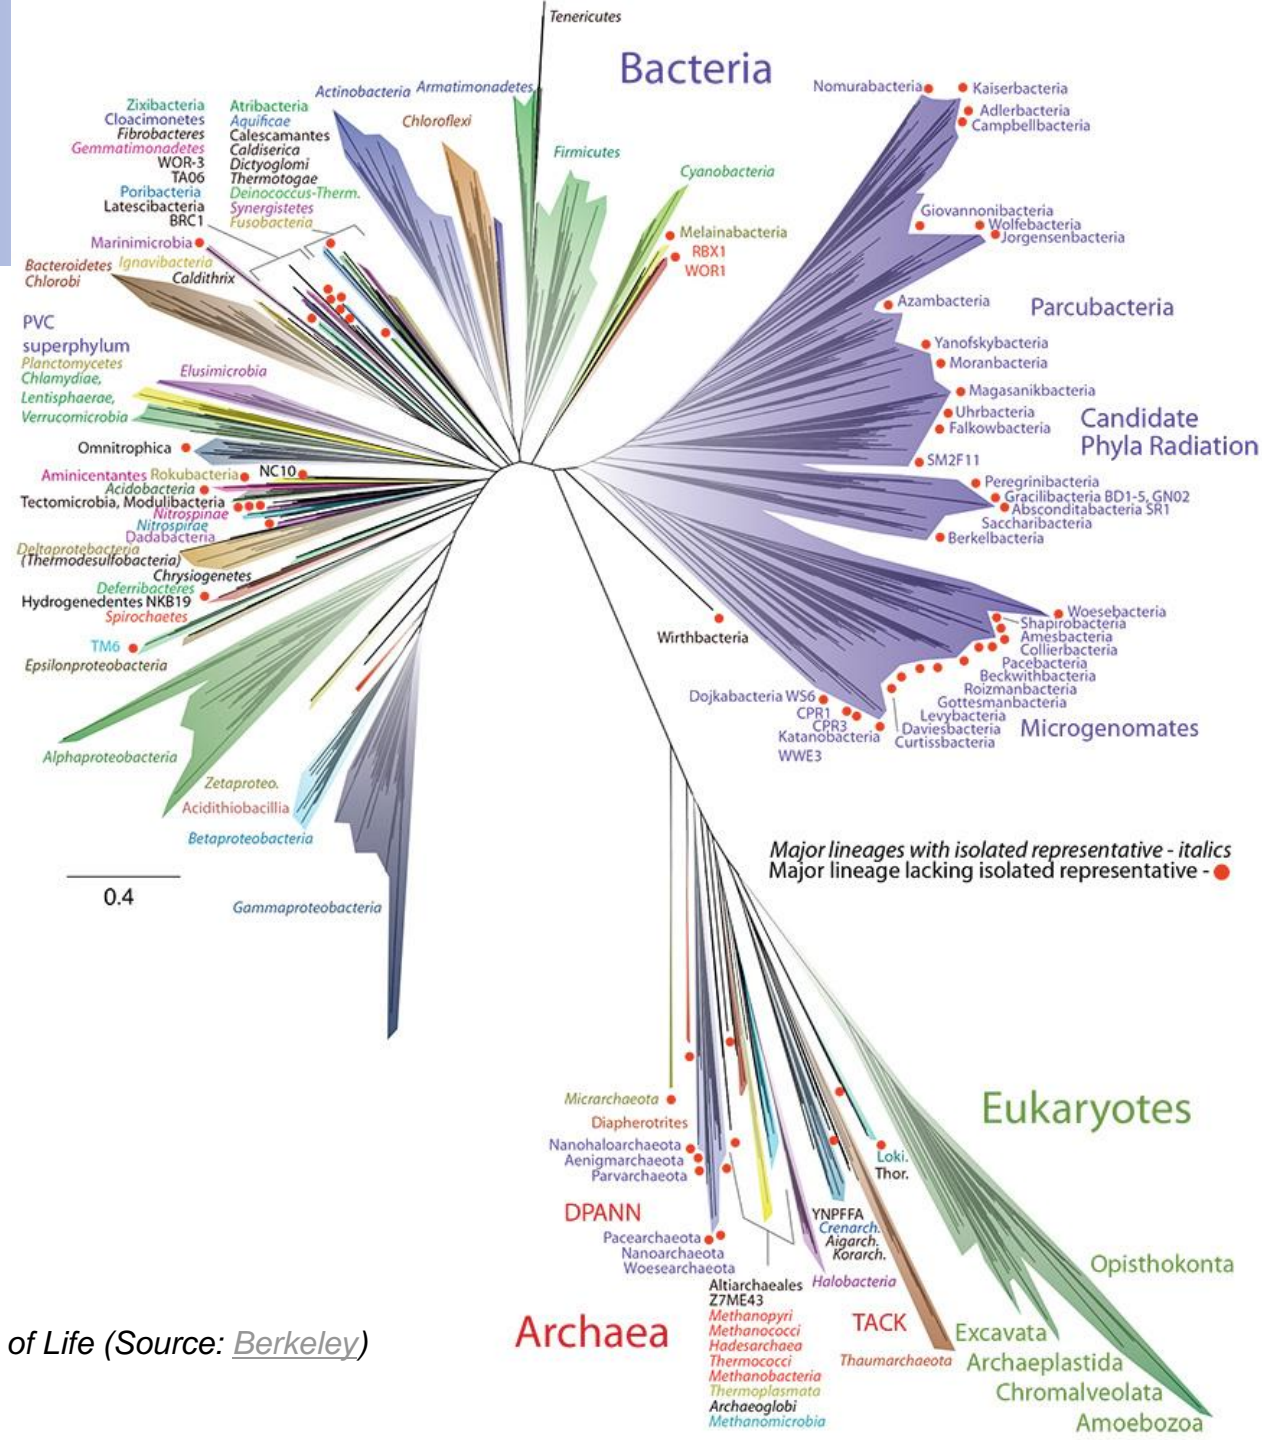 Tenericutes
Bacteria
Actinobacteria
Armatimonadetes
Zixibacteria
Cloacimonetes
Fibrobacteres
Gemmatimonadetes
WOR-3
TA06
Poribacteria
Latescibacteria
BRC1
Atribacteria
Aquificae
Calescamantes
Caldiserica
Dictyoglomi
Thermotogae
Deinococcus-Therm.
Synergistetes
Fusobacteria
Chloroflexi
Firmicutes
Cyanobacteria
Melainabacteria
RBX1
WOR1
Nomurabacteria
Kaiserbacteria
Adlerbacteria
Campbellbacteria
Giovannonibacteria
Wolfebacteria
Jorgensenbacteria
Azambacteria
Parcubacteria
Yanofskybacteria
Moranbacteria
Magasanikbacteria
Uhrbacteria
Falkowbacteria
Candidate
Phyla Radiation
SM2F11
Peregrinibacteria
Gracilibacteria BD1-5, GN02
Absconditabacteria SR1
Saccharibacteria
Berkelbacteria
Marinimicrobia
Bacteroidetes
Chlorobi
Ignavibacteria
Caldithrix
PVC
superphylum
Planctomycetes
Chlamydiae,
Lentisphaerae,
Verrucomicrobia
Elusimicrobia
Omnitrophica
Aminicentantes Rokubacteria
NC10
Acidobacteria
Tectomicrobia, Modulibacteria
Nitrospinae
Nitrospirae
Dadabacteria
Deltaprotebacteria
(Thermodesulfobacteria)
Chrysiogenetes
Deferribacteres
Hydrogenedentes NKB19
Spirochaetes
TM6
Epsilonproteobacteria
Alphaproteobacteria
Zetaproteo.
Acidithiobacillia
Betaproteobacteria
Gammaproteobacteria
0.4
Wirthbacteria
Woesebacteria
Shapirobacteria
Amesbacteria
Collierbacteria
Pacebacteria
Beckwithbacteria
Roizmanbacteria
Gottesmanbacteria
Levybacteria
Daviesbacteria
Curtissbacteria
Microgenomates
Dojkabacteria WS6
CPR1
CPR3
Katanobacteria
WWE3
Major lineages with isolated representative - italics
Major lineage lacking isolated representative -
Eukaryotes
Micrarchaeota
Diapherotrites
Nanohaloarchaeota
Aenigmarchaeota
Parvarchaeota
DPANN
Pacearchaeota
Nanoarchaeota
Woesearchaeota
Loki.
Thor.
YNPFFA
Crenarch.
Aigarch.
Korarch.
Halobacteria
Altiarchaeales
Z7ME43
Methanopyri
Methanococci
Hadesarchaea
Thermococci
Methanobacteria
Thermoplasmata
Archaeoglobi
Methanomicrobia
Archaea
TACK
Thaumarchaeota
Opisthokonta
Excavata
Archaeplastida
Chromalveolata
Amoebozoa
of Life (Source: Berkeley)